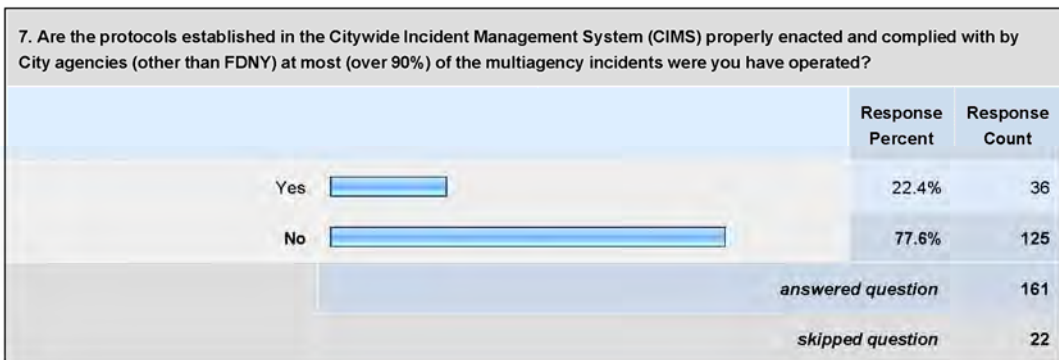 7. Are the protocols established in the Citywide Incident Management System (CIMS) properly enacted and complied with by
City agencies (other than FDNY) at most (over 90%) of the multiagency incidents were you have operated?
Response Percent
Response Count
Yes 22.4% 36
No 77.6% 125
answered question 161
skipped question 22